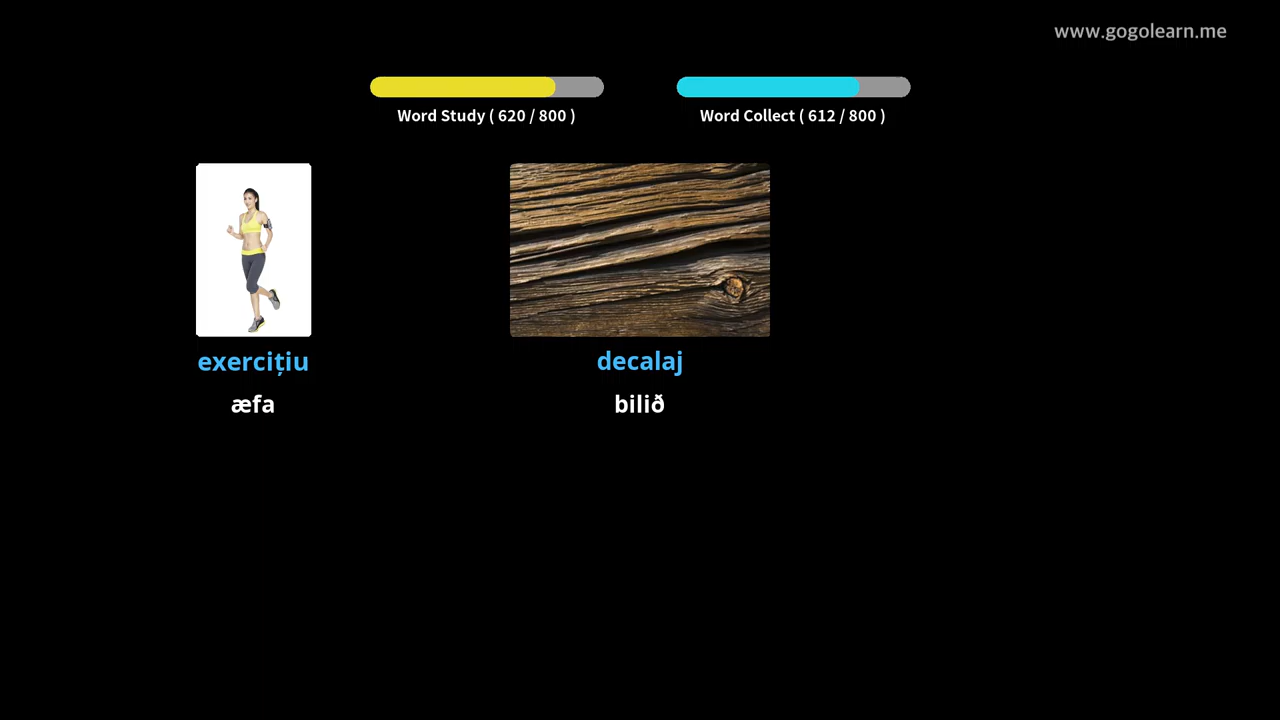 www.gogolearn.me
Word Study ( 620 / 800 )
Word Collect ( 612 / 800 )
exercițiu
decalaj
æfa
bilið